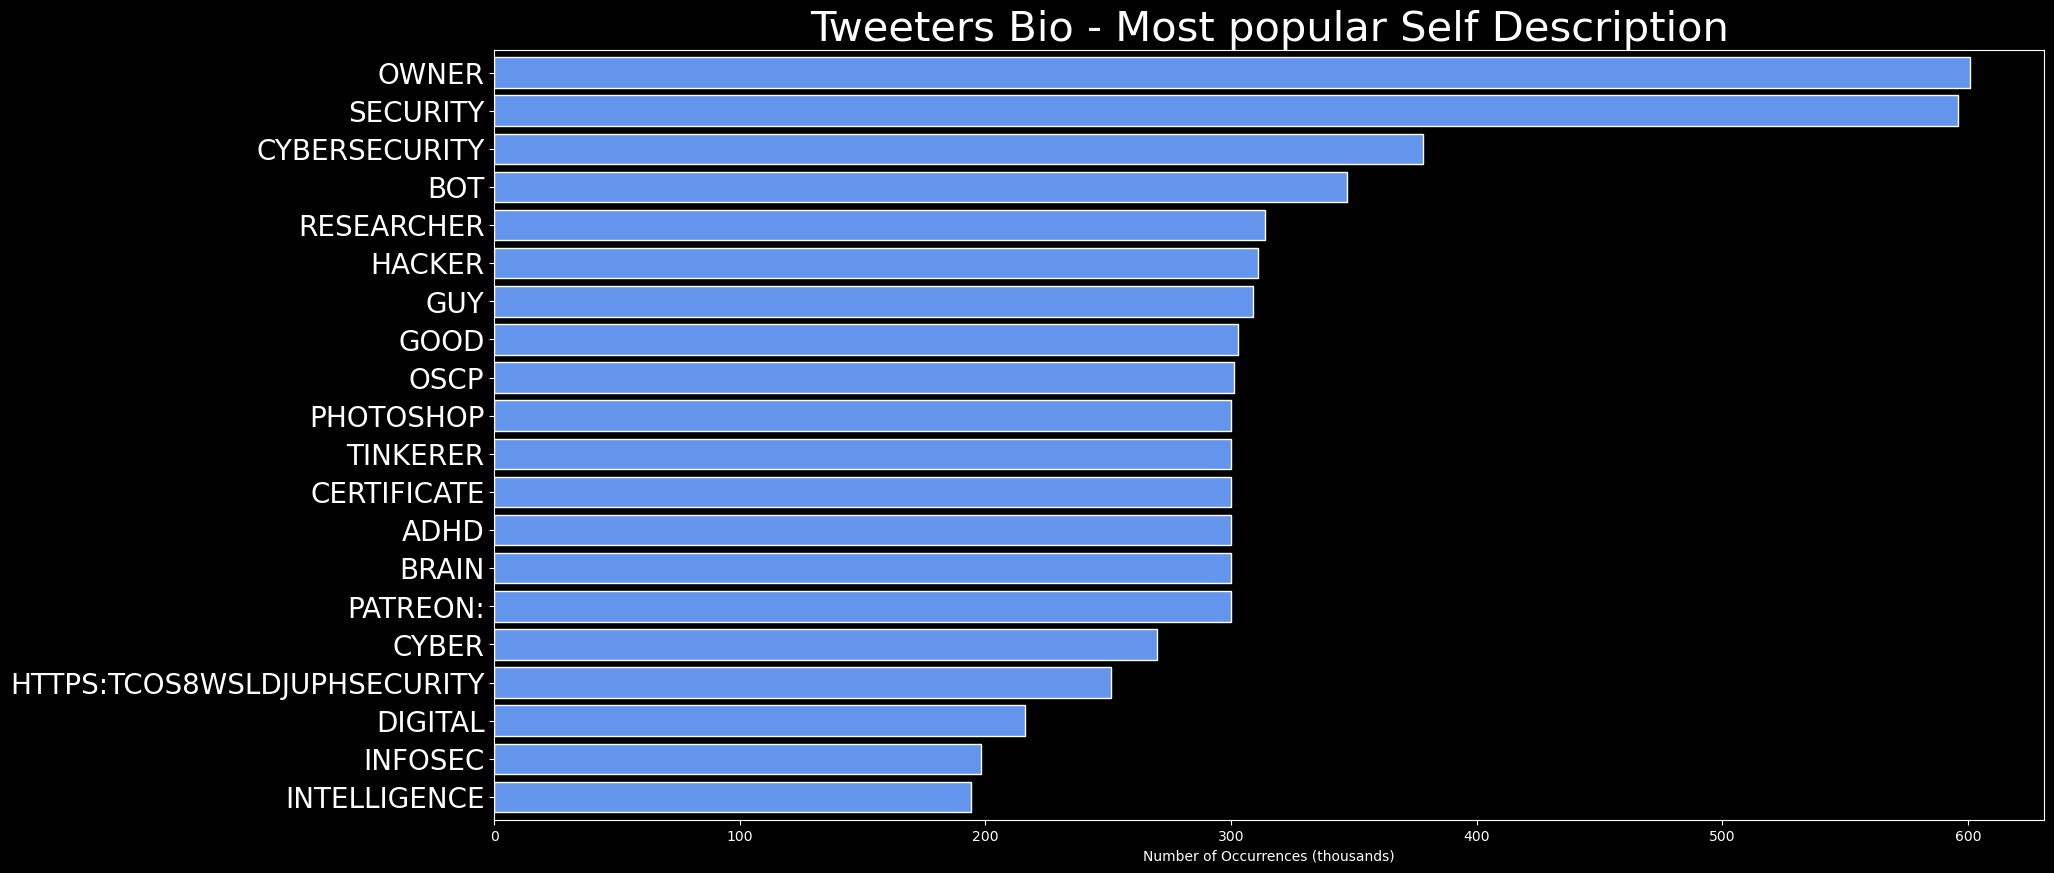 Tweeters Bio - Most popular Self Description
OWNER
SECURITY
CYBERSECURITY
BOT
RESEARCHER
HACKER
GUY
GOOD
OSCP
PHOTOSHOP
TINKERER
CERTIFICATE
ADHD
BRAIN
PATREON:
CYBER
HTTPS:TCOS8WSLDJUPHSECURITY
DIGITAL
INFOSEC
INTELLIGENCE
0 100 200 300 400 500 600
Number of Occurrences (thousands)